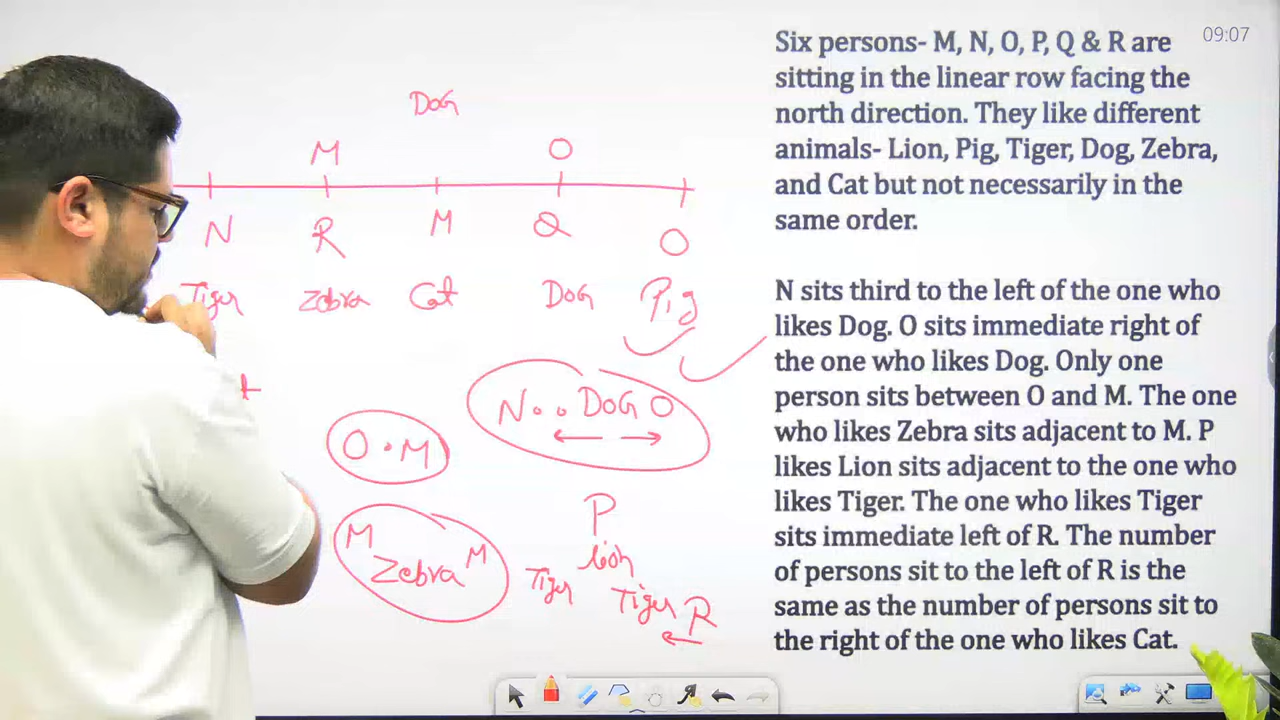 Six persons- M, N, O, P, Q & R are
sitting in the linear row facing the
north direction. They like different
animals- Lion, Pig, Tiger, Dog, Zebra,
and Cat but not necessarily in the
same order.
N sits third to the left of the one who
likes Dog. O sits immediate right of
the one who likes Dog. Only one
person sits between O and M. The one
who likes Zebra sits adjacent to M. P
likes Lion sits adjacent to the one who
likes Tiger. The one who likes Tiger
sits immediate left of R. The number
of persons sit to the left of R is the
same as the number of persons sit to
the right of the one who likes Cat.
09:07
Dog
M O
N R M Q O
Tiger Zebra Cat Dog Pig
N . . Dog O
O . M
M Zebra M
P
Lion
Tiger Tiger R